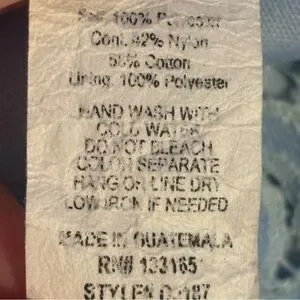 Self 100% Polyester
Cont. 42% Nylon
58% Cotton
Lining: 100% Polyester
HAND WASH WITH
COLD WATER
DO NOT BLEACH
COLOR SEPARATE
HANG OR LINE DRY
LOW IRON IF NEEDED
MADE IN GUATEMALA
RN# 133165